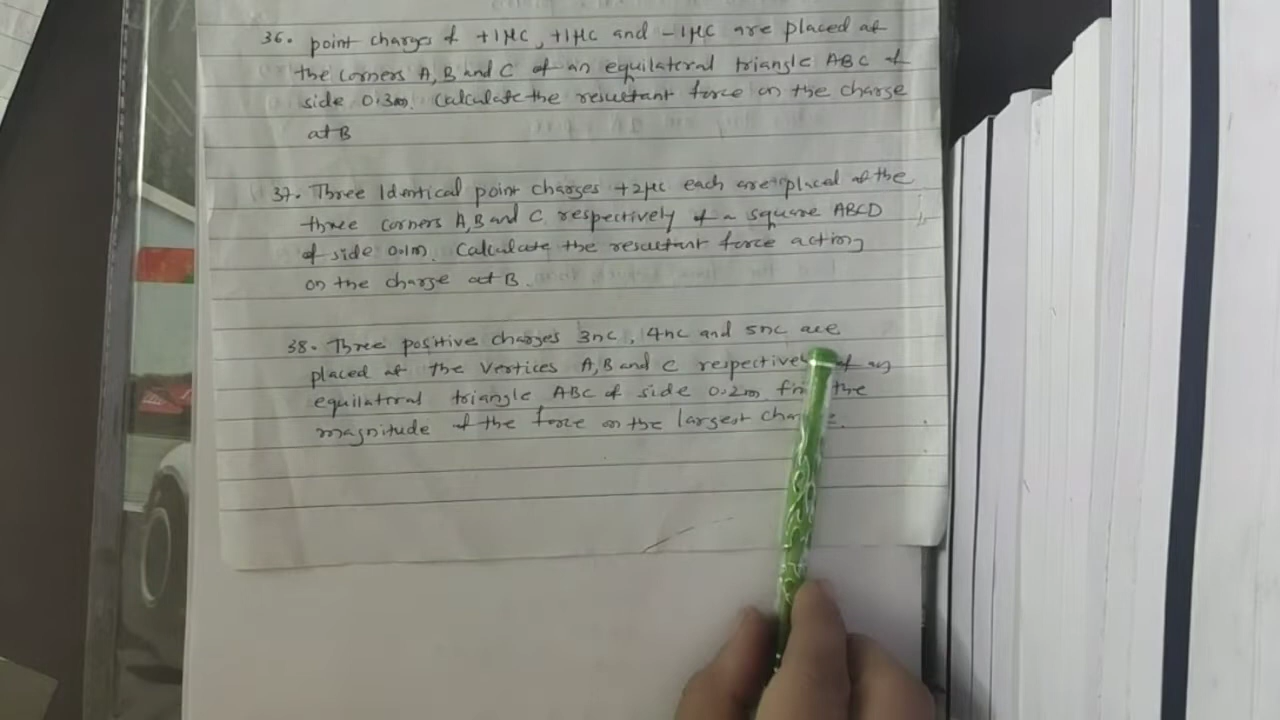 36. point charges of +1μC, +1μC and -1μC are placed at
the corners A, B and C of an equilateral triangle ABC of
side 0.3m. Calculate the resultant force on the charge
at B
37. Three Identical point charges +2μc each are placed at the
three corners A, B and C respectively of a square ABCD
of side 0.1m. Calculate the resultant force acting
on the charge at B.
38. Three positive charges 3nc, 4nc and 5nc are
placed at the vertices A, B and C respectively of an
equilatral triangle ABC of side 0.2m the
magnitude of the force on the largest